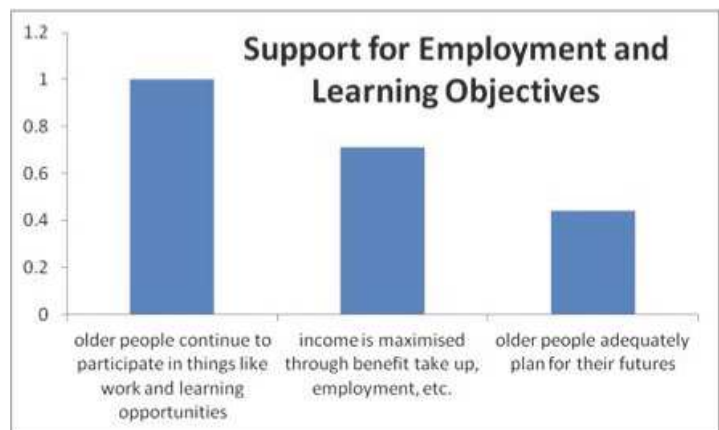 Support for Employment and
Learning Objectives
1.2
1
0.8
0.6
0.4
0.2
0
older people continue to
participate in things like
work and learning
opportunities
income is maximised
through benefit take up,
employment, etc.
older people adequately
plan for their futures